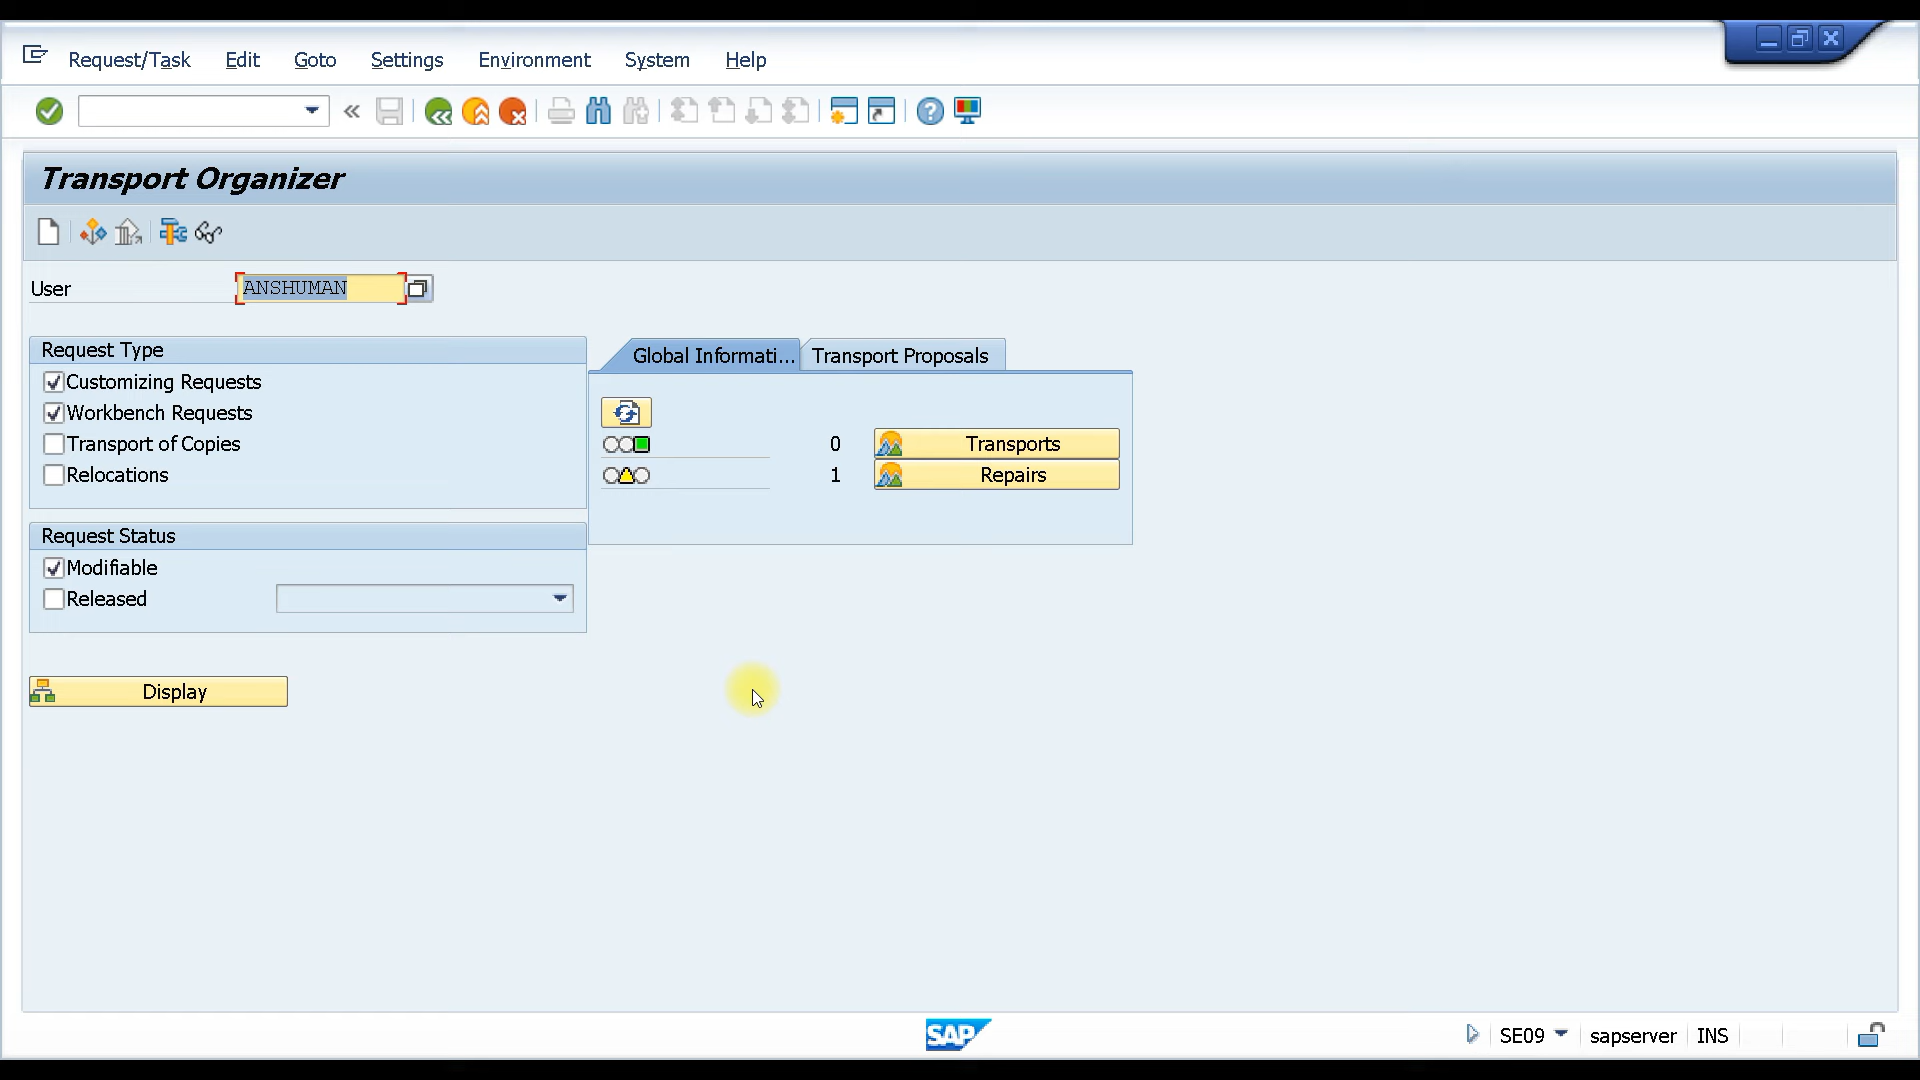 Request/Task Edit Goto Settings Environment System Help
Transport Organizer
User ANSHUMAN
Request Type
Customizing Requests
Workbench Requests
Transport of Copies
Relocations
Global Informati... Transport Proposals
0 Transports
1 Repairs
Request Status
Modifiable
Released
Display
SAP SE09 sapserver INS